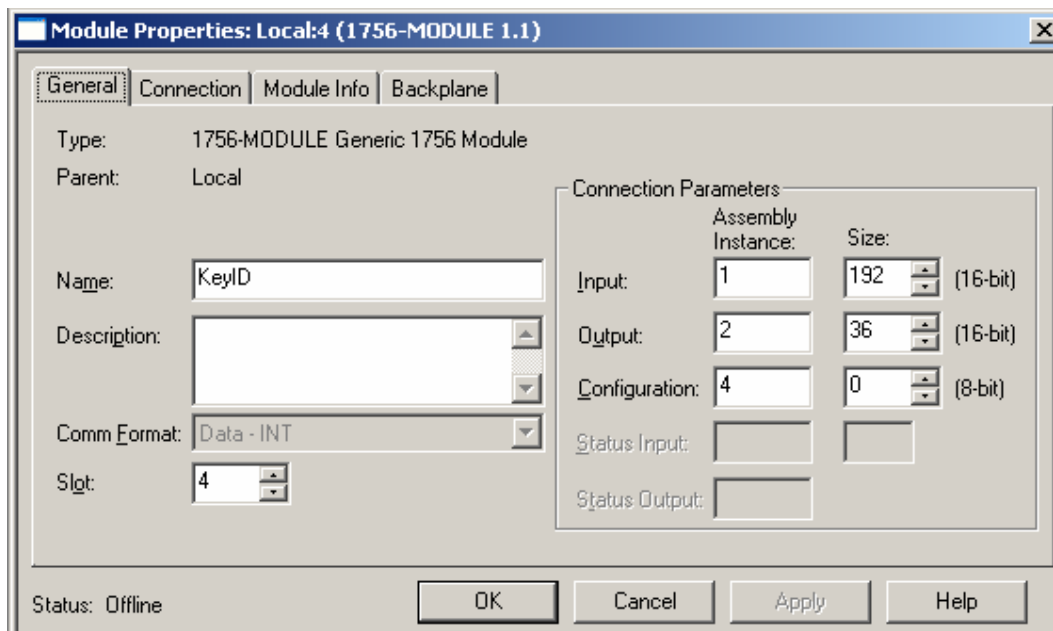 Module Properties: Local:4 (1756-MODULE 1.1)
General Connection Module Info Backplane
Type: 1756-MODULE Generic 1756 Module
Parent: Local
Name: KeyID
Description:
Comm Format: Data - INT
Slot: 4
Connection Parameters
Assembly
Instance: Size:
Input: 1 192 (16-bit)
Output: 2 36 (16-bit)
Configuration: 4 0 (8-bit)
Status Input:
Status Output:
Status: Offline
OK Cancel Apply Help